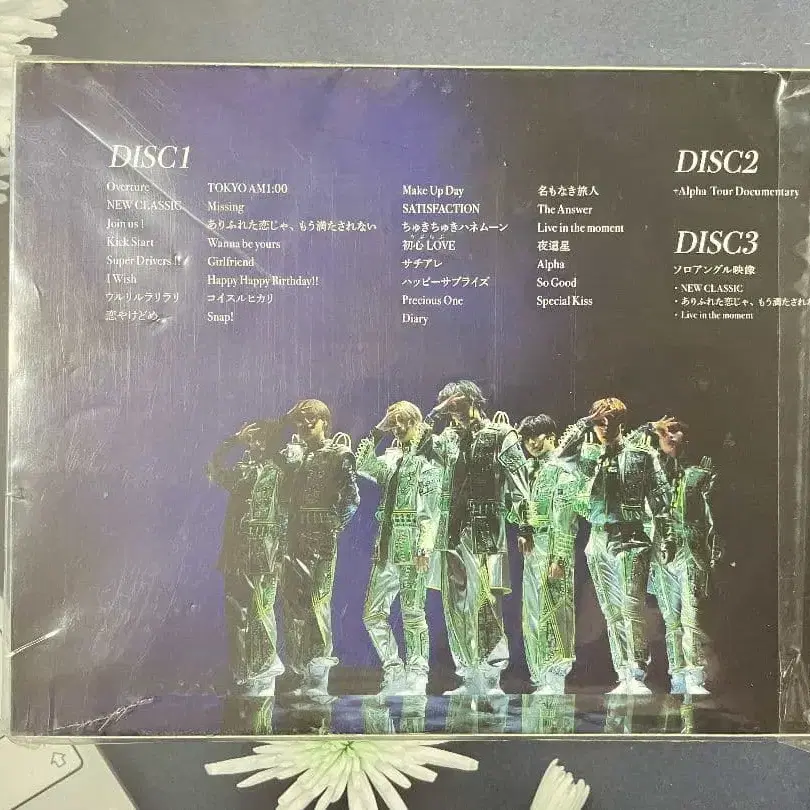 DISC1
Overture
NEW CLASSIC
Join us!
Kick Start
Super Drivers!!
I Wish
ウルリルラリラリ
恋やけどめ。
TOKYO AM1:00
Missing
ありふれた恋じゃ、もう満たされない
Wanna be yours
Girlfriend
Happy Happy Birthday!!
コイスルヒカリ
Snap!
Make Up Day
SATISFACTION
ちゅきちゅきハネムーン
初心 LOVE
うぶらぶ
サチアレ
ハッピーサプライズ
Precious One
Diary
名もなき旅人
The Answer
Live in the moment
夜這星
Alpha
So Good
Special Kiss
DISC2
+Alpha Tour Documentary
DISC3
ソロアングル映像
・NEW CLASSIC
・ありふれた恋じゃ、もう満たされな
・Live in the moment